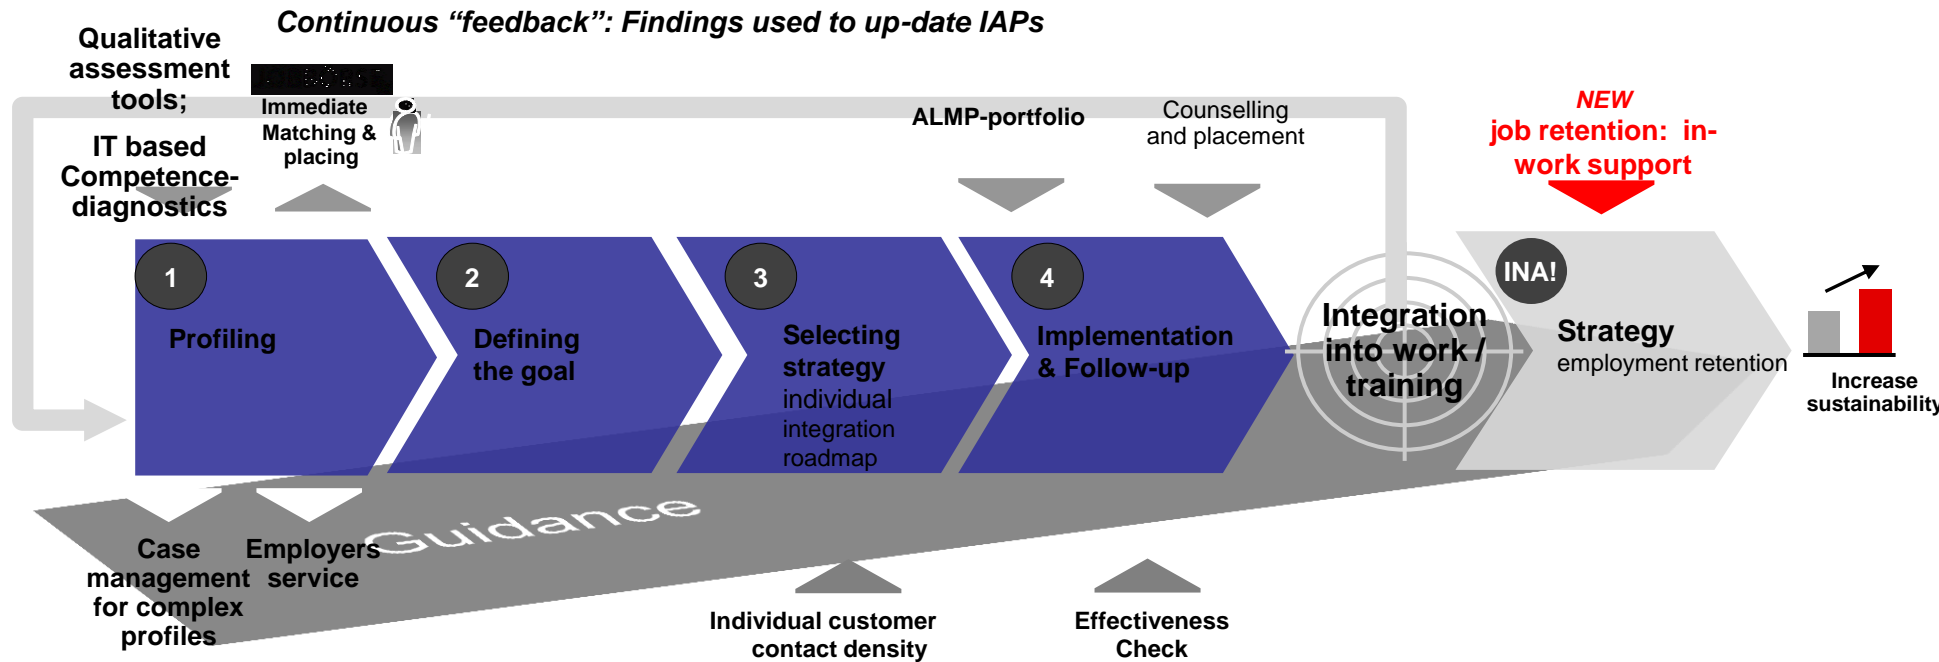 Continuous “feedback”: Findings used to up-date IAPs
Qualitative
assessment
tools;
IT based
Competence-
diagnostics
Immediate
Matching &
placing
ALMP-portfolio
Counselling
and placement
NEW
job retention: in-
work support
1
Profiling
2
Defining
the goal
3
Selecting
strategy
individual
integration
roadmap
4
Implementation
& Follow-up
Integration
into work /
training
INA!
Strategy
employment retention
Increase
sustainability
Guidance
Case
management
for complex
profiles
Employers
service
Individual customer
contact density
Effectiveness
Check